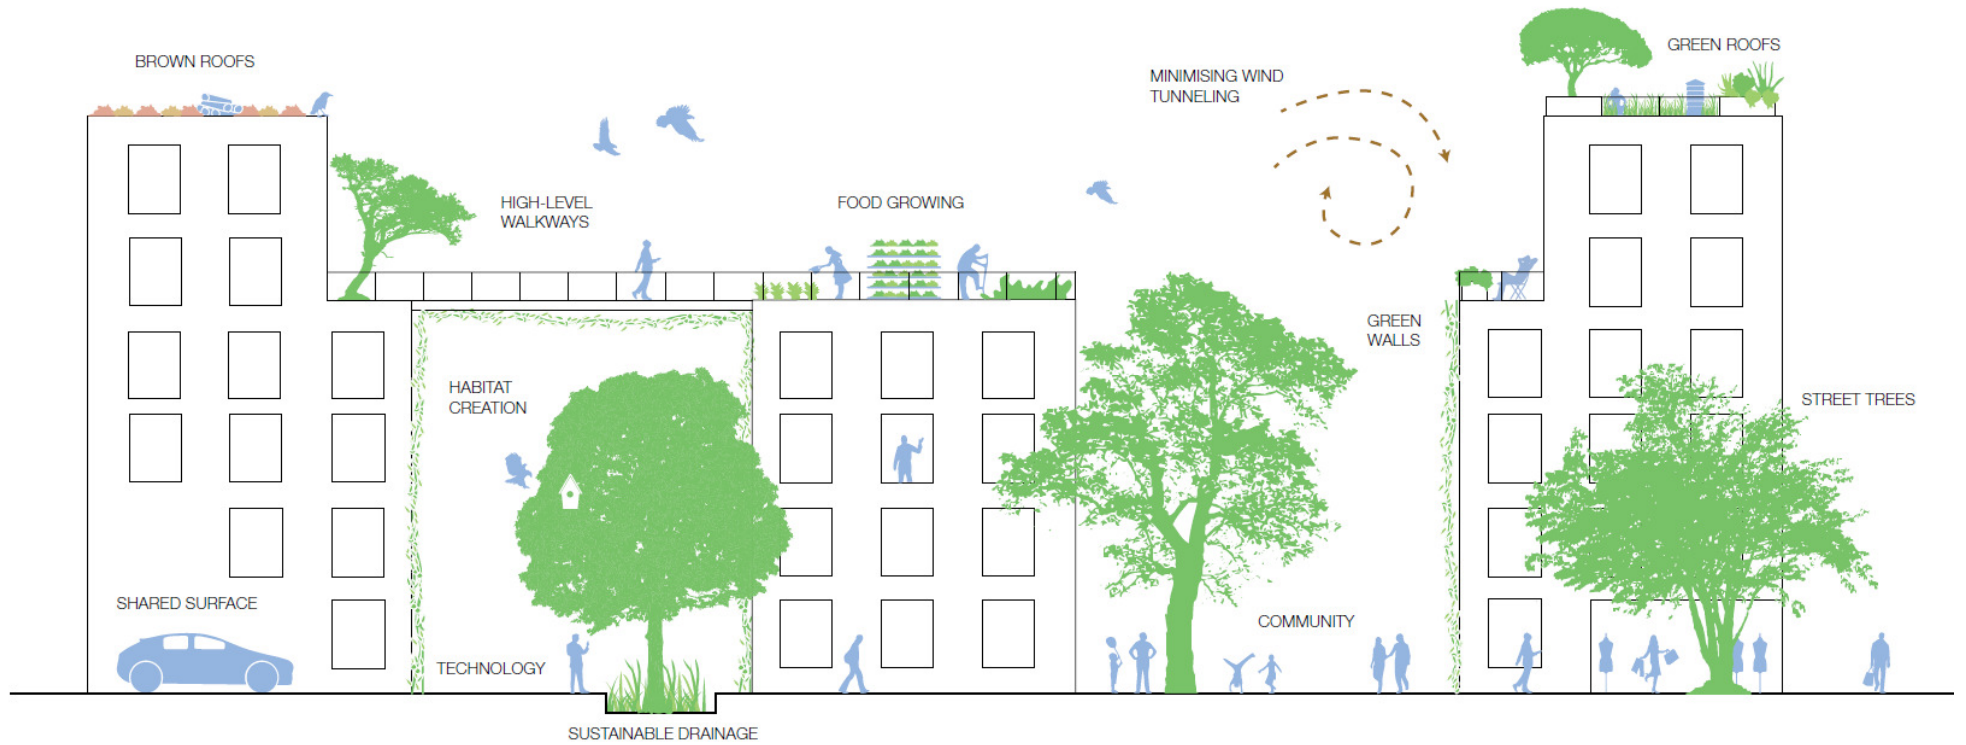 BROWN ROOFS
GREEN ROOFS
MINIMISING WIND
TUNNELING
HIGH-LEVEL
WALKWAYS
FOOD GROWING
GREEN
WALLS
HABITAT
CREATION
STREET TREES
SHARED SURFACE
COMMUNITY
TECHNOLOGY
SUSTAINABLE DRAINAGE